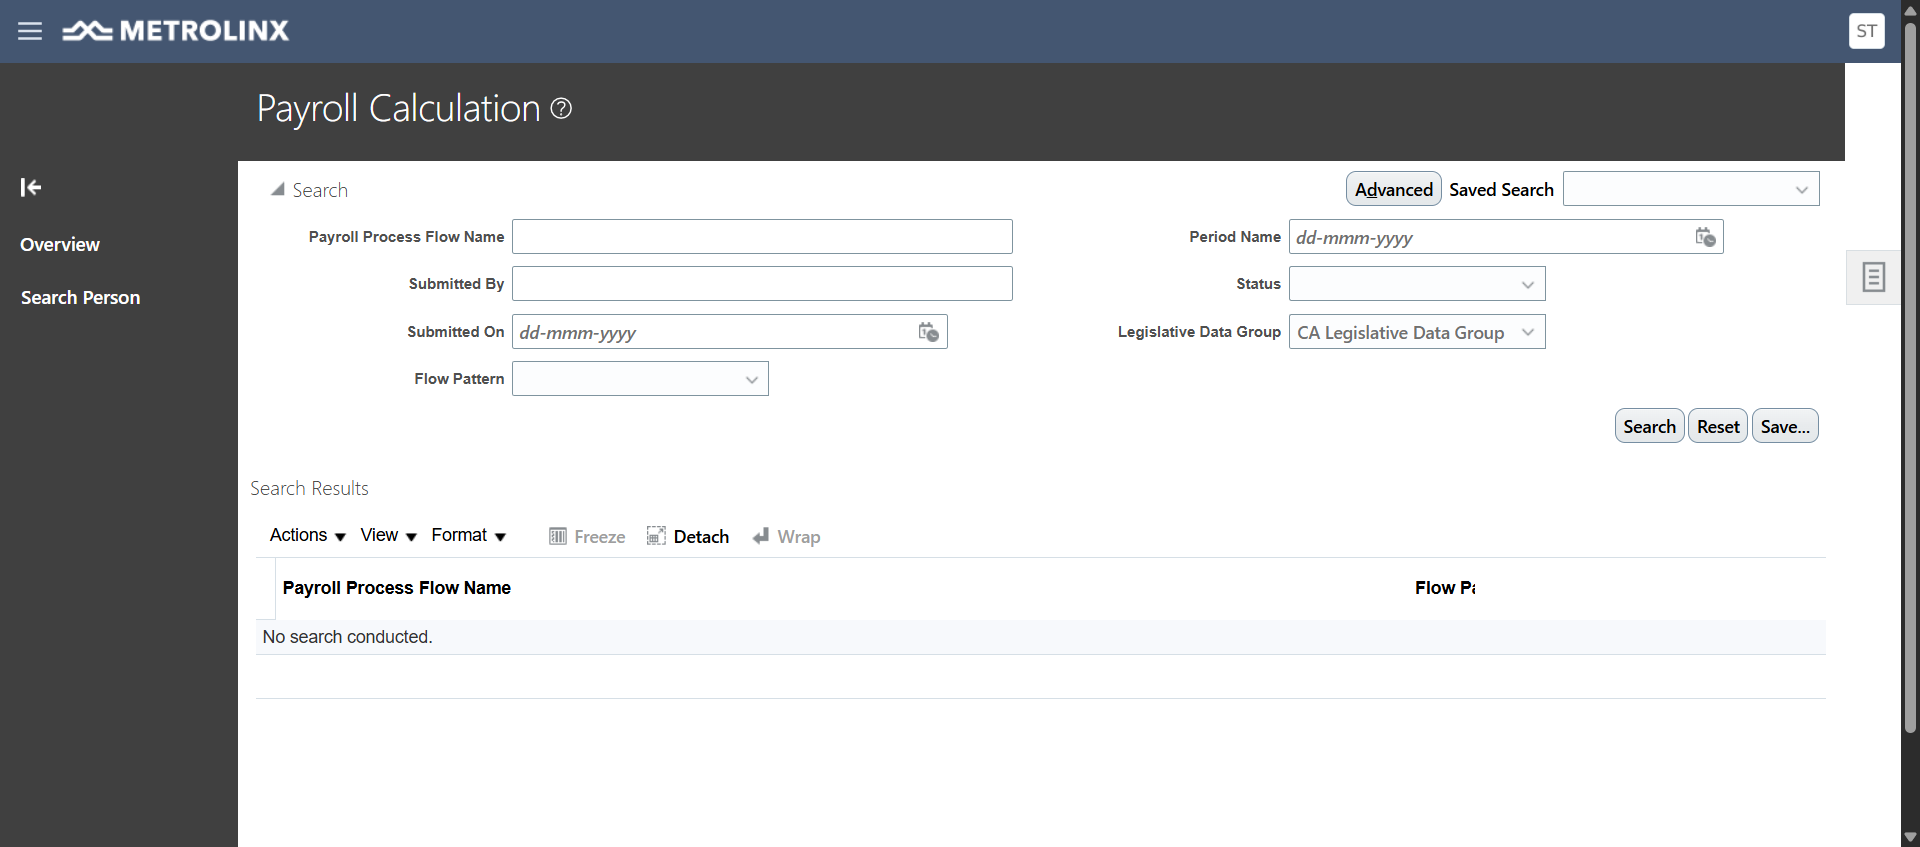 METROLINX
ST
Payroll Calculation
Overview
Search Person
Search
Advanced Saved Search
Payroll Process Flow Name
Period Name dd-mmm-yyyy
Submitted By
Status
Submitted On dd-mmm-yyyy
Legislative Data Group CA Legislative Data Group
Flow Pattern
Search Reset Save...
Search Results
Actions View Format Freeze Detach Wrap
Payroll Process Flow Name Flow Pa
No search conducted.